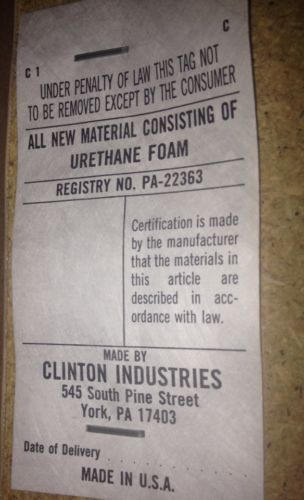 C
C 1
UNDER PENALTY OF LAW THIS TAG NOT
TO BE REMOVED EXCEPT BY THE CONSUMER
ALL NEW MATERIAL CONSISTING OF
URETHANE FOAM
REGISTRY NO. PA-22363
Certification is made
by the manufacturer
that the materials in
this article are
described in acc-
ordance with law.
MADE BY
CLINTON INDUSTRIES
545 South Pine Street
York, PA 17403
Date of Delivery . . . . . . . . . . . .
MADE IN U.S.A.